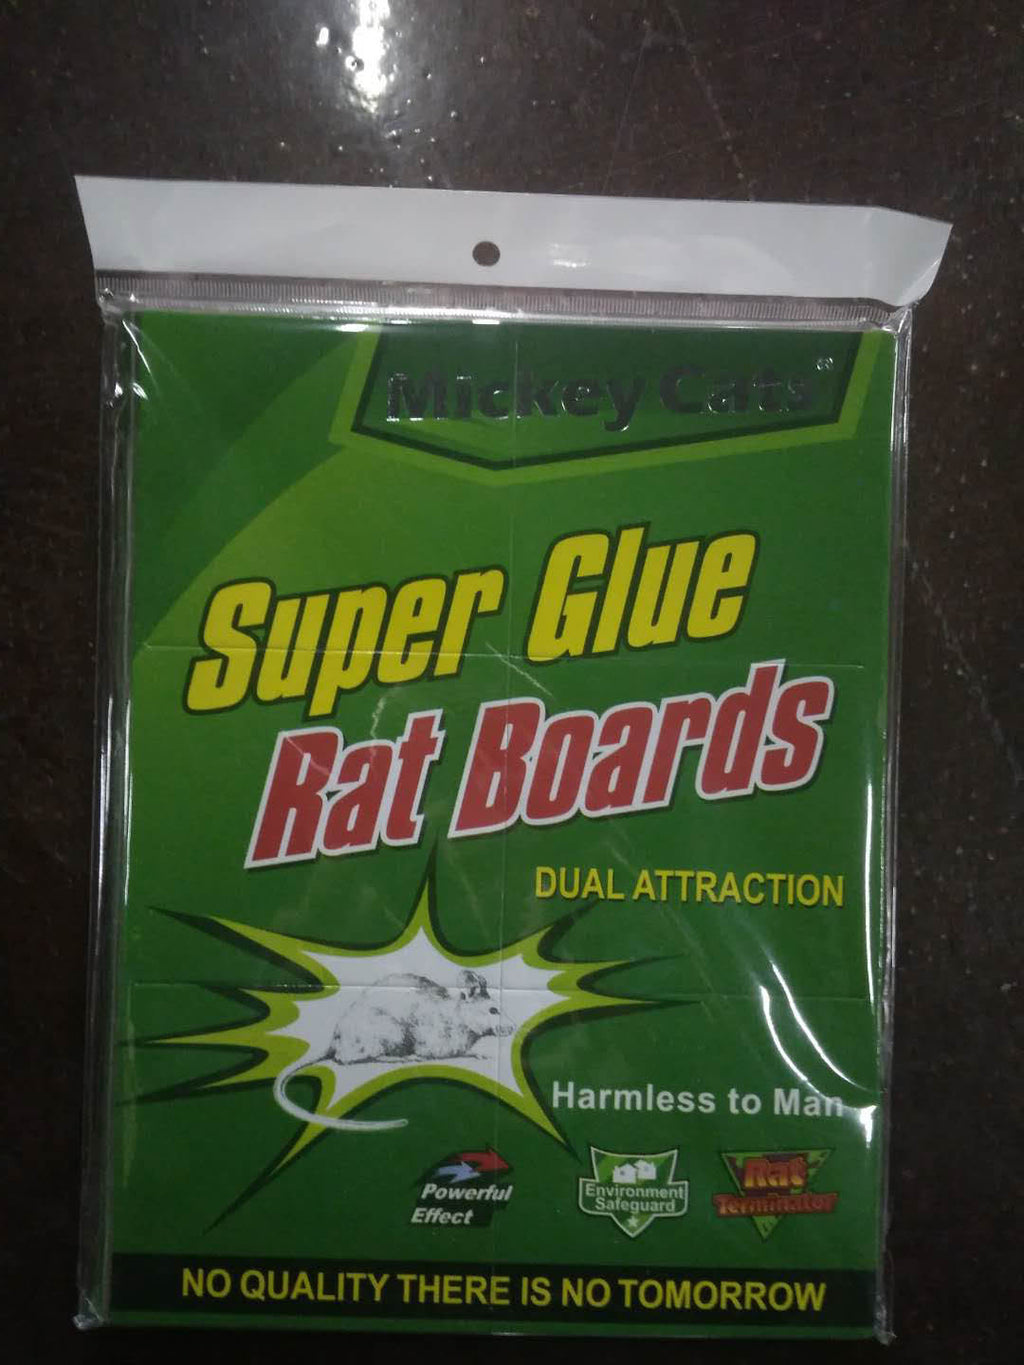 Mickey Cats®
Super Glue
Rat Boards
DUAL ATTRACTION
Harmless to Man
Powerful
Effect
Environment
Safeguard
Rat
Terminator
NO QUALITY THERE IS NO TOMORROW